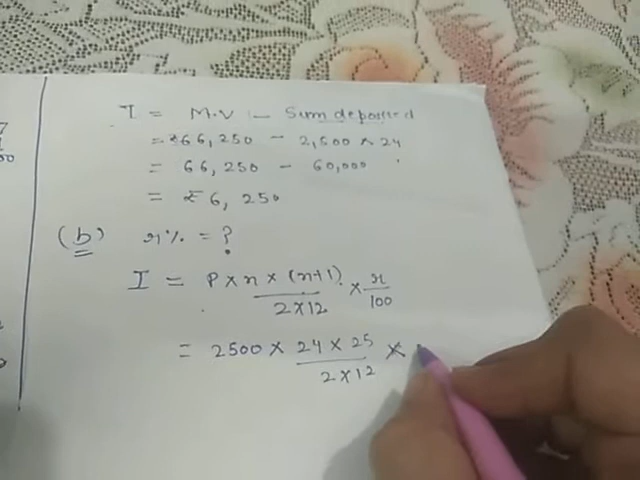 I = M.V - Sum deposited
= ₹66,250 - 2,500 × 24
= 66,250 - 60,000
= ₹6,250
(b) r% = ?
I = P × n × (n+1) / 2×12 × r/100
= 2500 × 24 × 25 / 2×12 ×